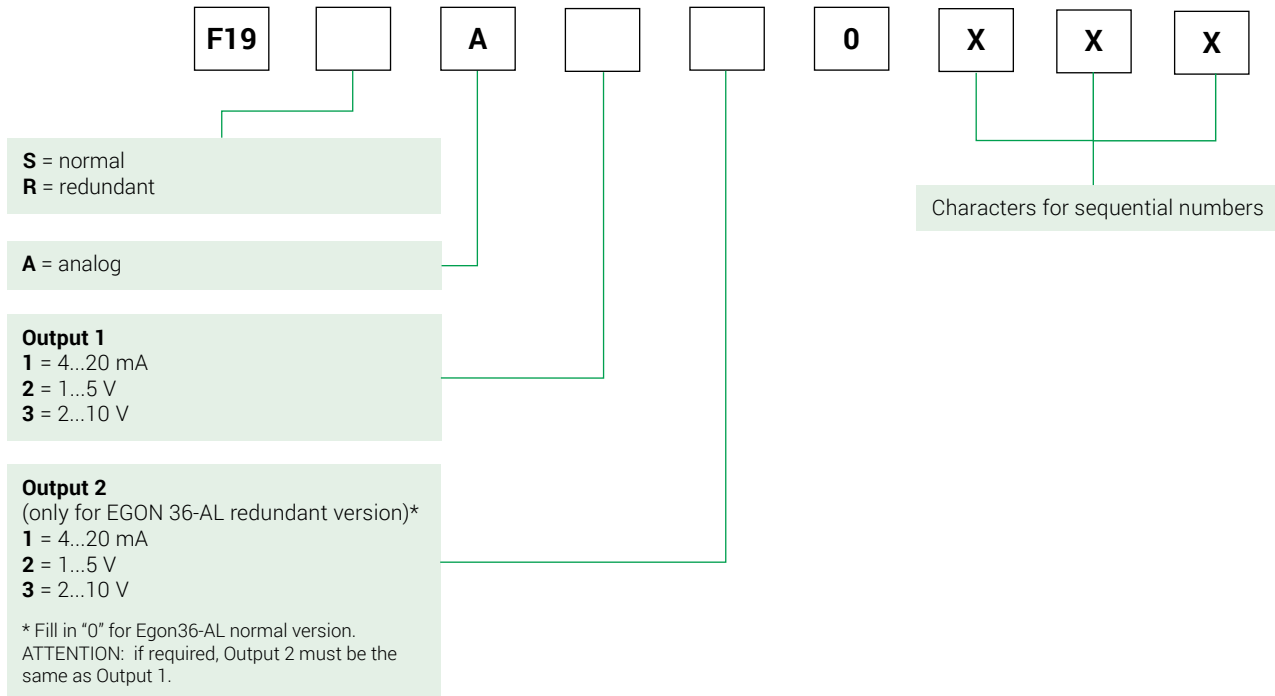 F19 A 0 X X X
S = normal
R = redundant
Characters for sequential numbers
A = analog
Output 1
1 = 4...20 mA
2 = 1...5 V
3 = 2...10 V
Output 2
(only for EGON 36-AL redundant version)*
1 = 4...20 mA
2 = 1...5 V
3 = 2...10 V
* Fill in “0” for Egon36-AL normal version.
ATTENTION: if required, Output 2 must be the
same as Output 1.